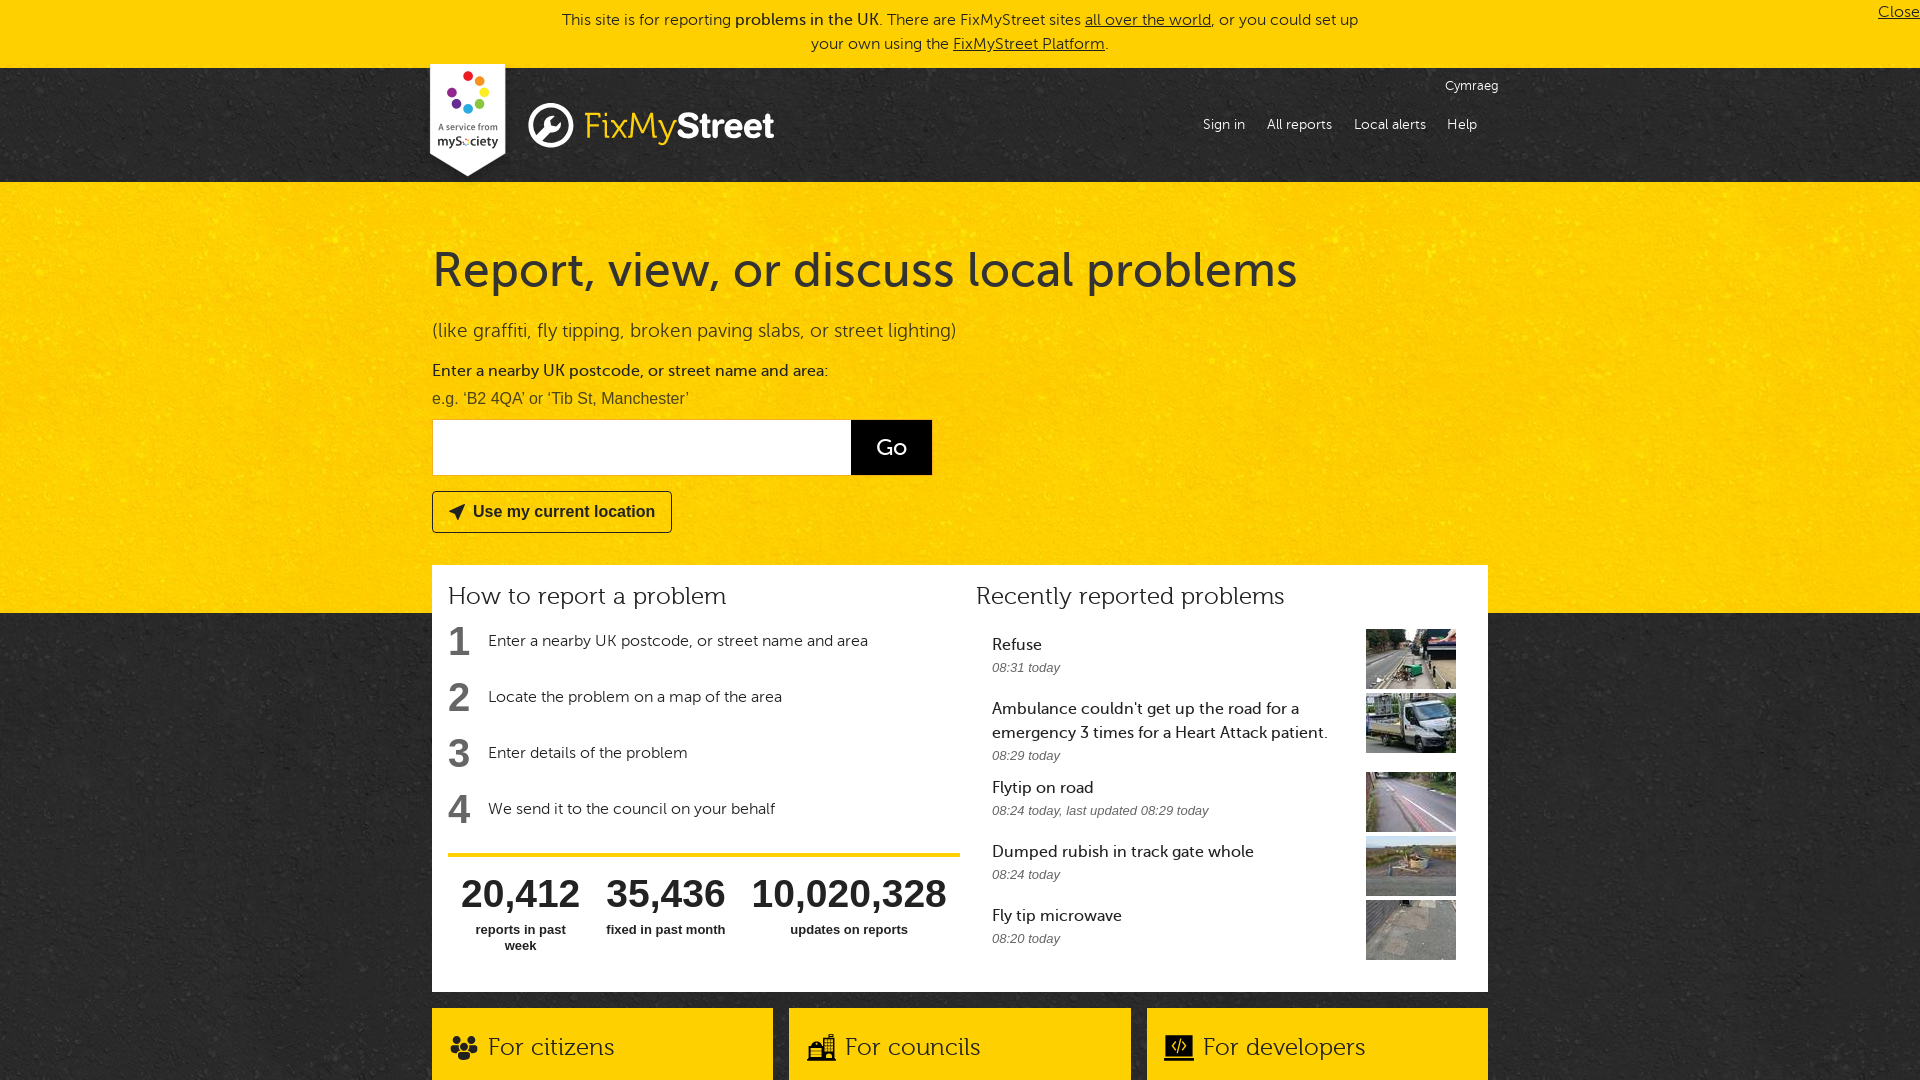 This site is for reporting problems in the UK. There are FixMyStreet sites all over the world, or you could set up
your own using the FixMyStreet Platform.
Close
A service from
mySociety
FixMyStreet
Cymraeg
Sign in
All reports
Local alerts
Help
Report, view, or discuss local problems
(like graffiti, fly tipping, broken paving slabs, or street lighting)
Enter a nearby UK postcode, or street name and area:
e.g. ‘B2 4QA’ or ‘Tib St, Manchester’
Go
Use my current location
How to report a problem
1 Enter a nearby UK postcode, or street name and area
2 Locate the problem on a map of the area
3 Enter details of the problem
4 We send it to the council on your behalf
20,412
reports in past
week
35,436
fixed in past month
10,020,328
updates on reports
Recently reported problems
Refuse
08:31 today
Ambulance couldn't get up the road for a
emergency 3 times for a Heart Attack patient.
08:29 today
Flytip on road
08:24 today, last updated 08:29 today
Dumped rubish in track gate whole
08:24 today
Fly tip microwave
08:20 today
For citizens
For councils
For developers